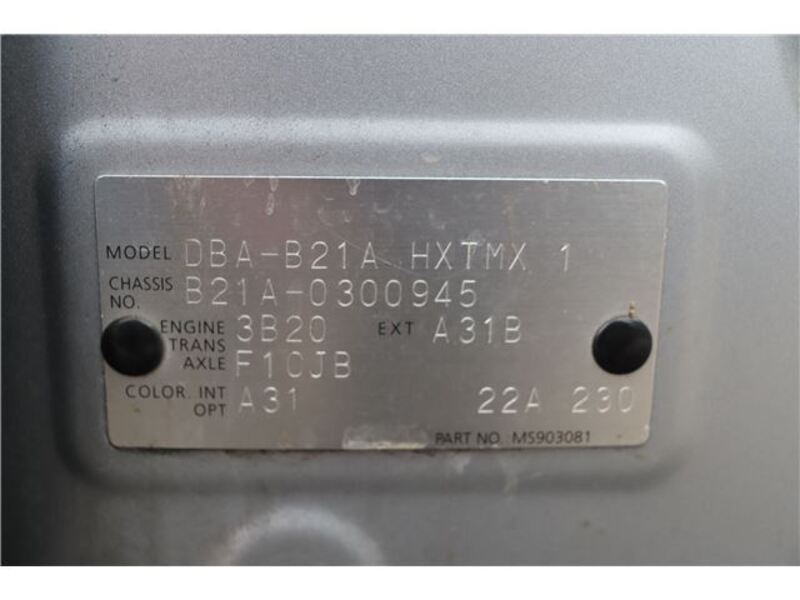 MODEL DBA-B21A HXTMX 1
CHASSIS NO. B21A-0300945
ENGINE 3B20 EXT A31B
TRANS AXLE F1CJB
COLOR. INT OPT A31 22A 230
PART NO. MS903081